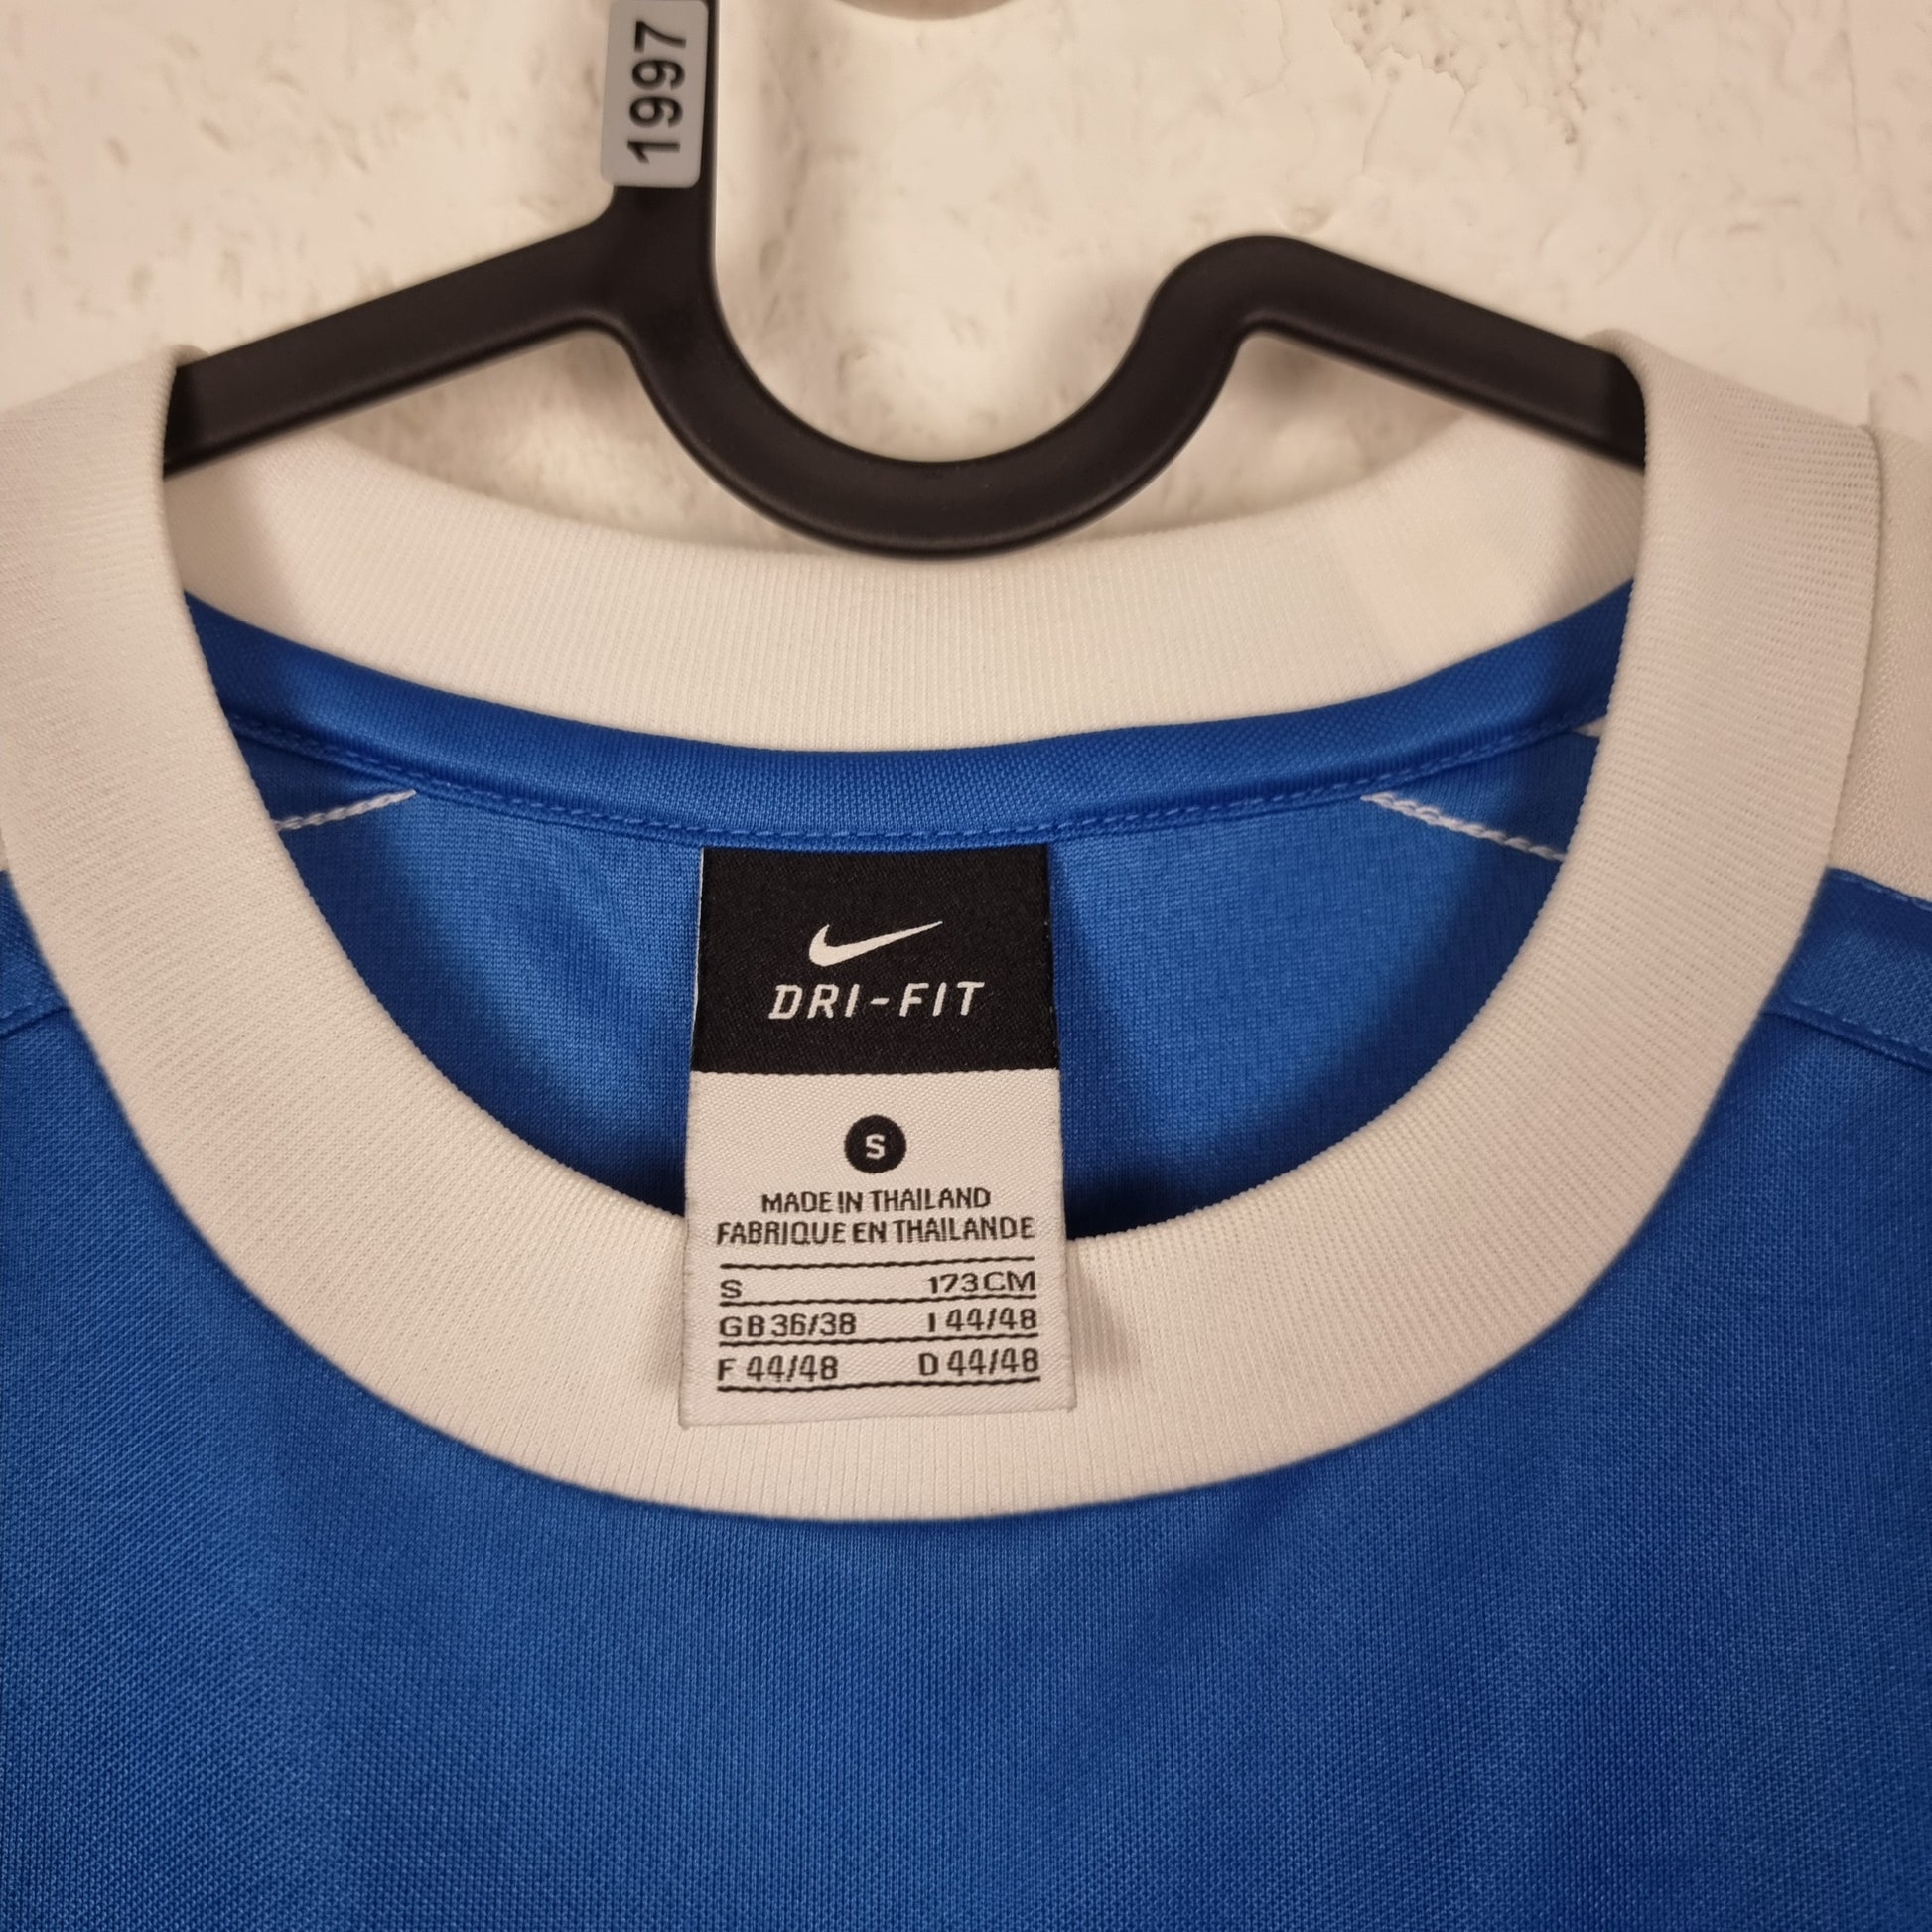 1997
DRI-FIT
S
MADE IN THAILAND
FABRIQUE EN THAILANDE
S 173CM
GB 36/38 I 44/48
F 44/48 D 44/48